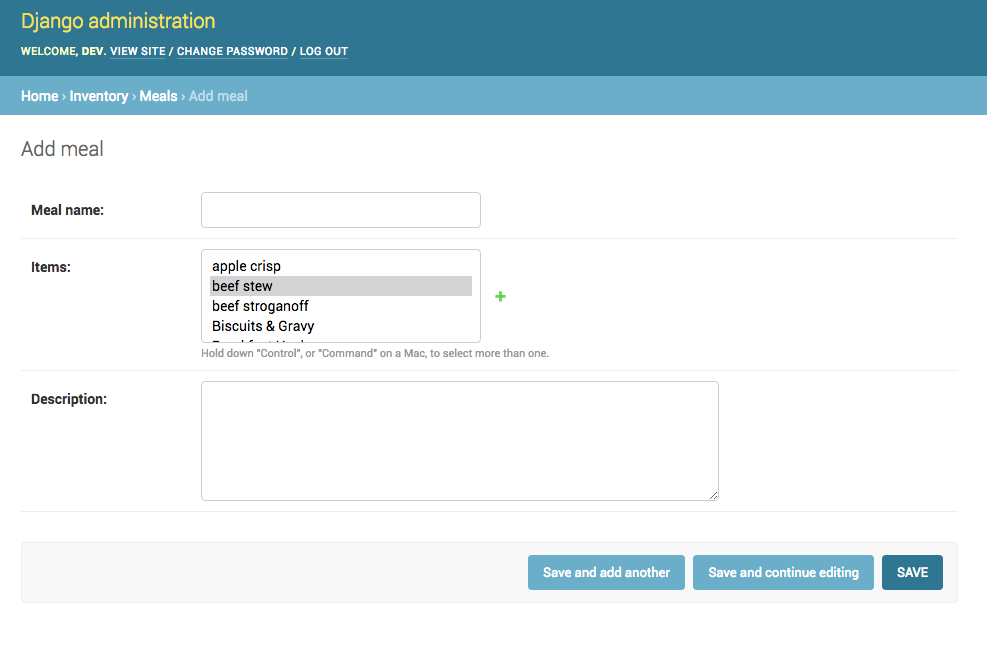 Django administration
WELCOME, DEV. VIEW SITE / CHANGE PASSWORD / LOG OUT
Home › Inventory › Meals › Add meal
Add meal
Meal name:
Items:
apple crisp
beef stew
beef stroganoff
Biscuits & Gravy
Hold down "Control", or "Command" on a Mac, to select more than one.
Description:
Save and add another
Save and continue editing
SAVE